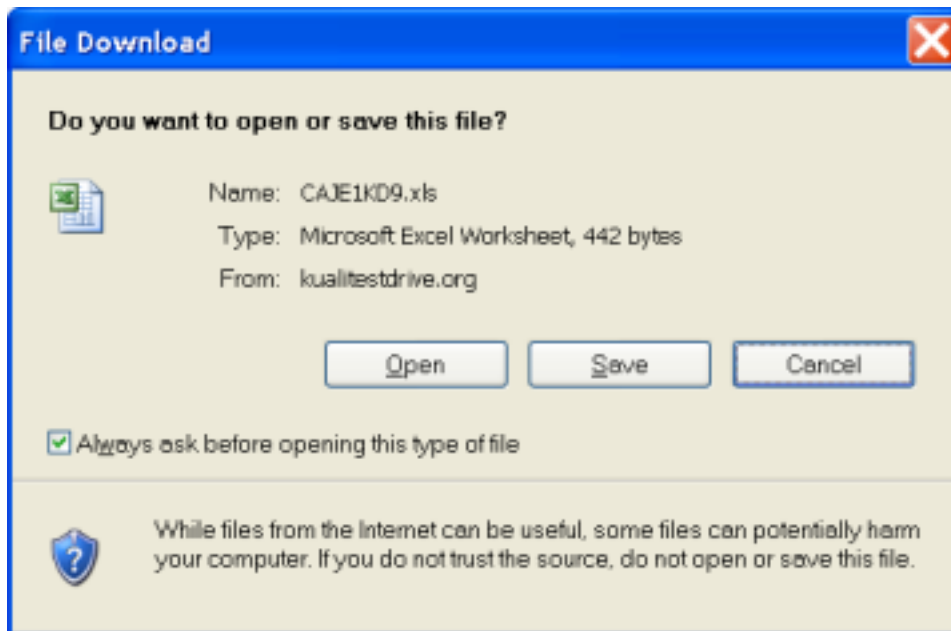 File Download
Do you want to open or save this file?
Name: CAJE1KD9.xls
Type: Microsoft Excel Worksheet, 442 bytes
From: kualitestdrive.org
Open Save Cancel
Always ask before opening this type of file
While files from the Internet can be useful, some files can potentially harm
your computer. If you do not trust the source, do not open or save this file.